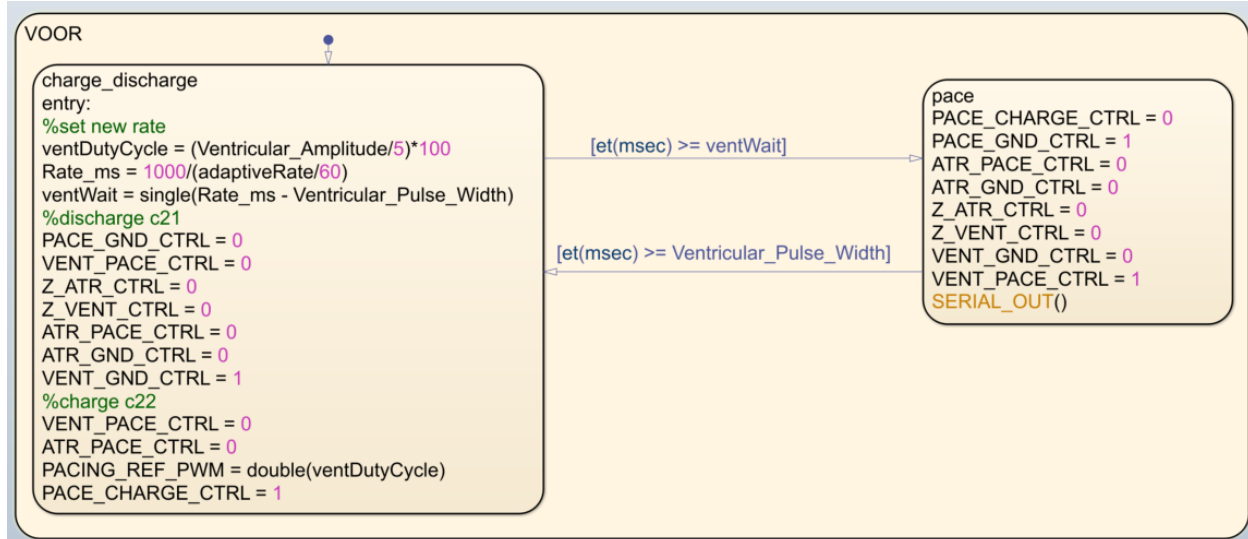 VOOR
charge_discharge
entry:
%set new rate
ventDutyCycle = (Ventricular_Amplitude/5)*100
Rate_ms = 1000/(adaptiveRate/60)
ventWait = single(Rate_ms - Ventricular_Pulse_Width)
%discharge c21
PACE_GND_CTRL = 0
VENT_PACE_CTRL = 0
Z_ATR_CTRL = 0
Z_VENT_CTRL = 0
ATR_PACE_CTRL = 0
ATR_GND_CTRL = 0
VENT_GND_CTRL = 1
%charge c22
VENT_PACE_CTRL = 0
ATR_PACE_CTRL = 0
PACING_REF_PWM = double(ventDutyCycle)
PACE_CHARGE_CTRL = 1
[et(msec) >= ventWait]
[et(msec) >= Ventricular_Pulse_Width]
pace
PACE_CHARGE_CTRL = 0
PACE_GND_CTRL = 1
ATR_PACE_CTRL = 0
ATR_GND_CTRL = 0
Z_ATR_CTRL = 0
Z_VENT_CTRL = 0
VENT_GND_CTRL = 0
VENT_PACE_CTRL = 1
SERIAL_OUT()